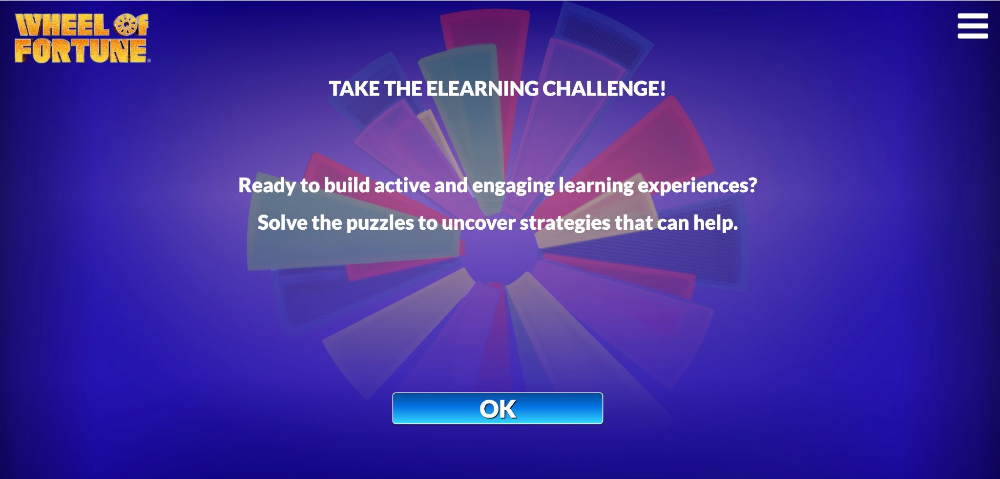 WHEEL OF
FORTUNE®
TAKE THE ELEARNING CHALLENGE!
Ready to build active and engaging learning experiences?
Solve the puzzles to uncover strategies that can help.
OK